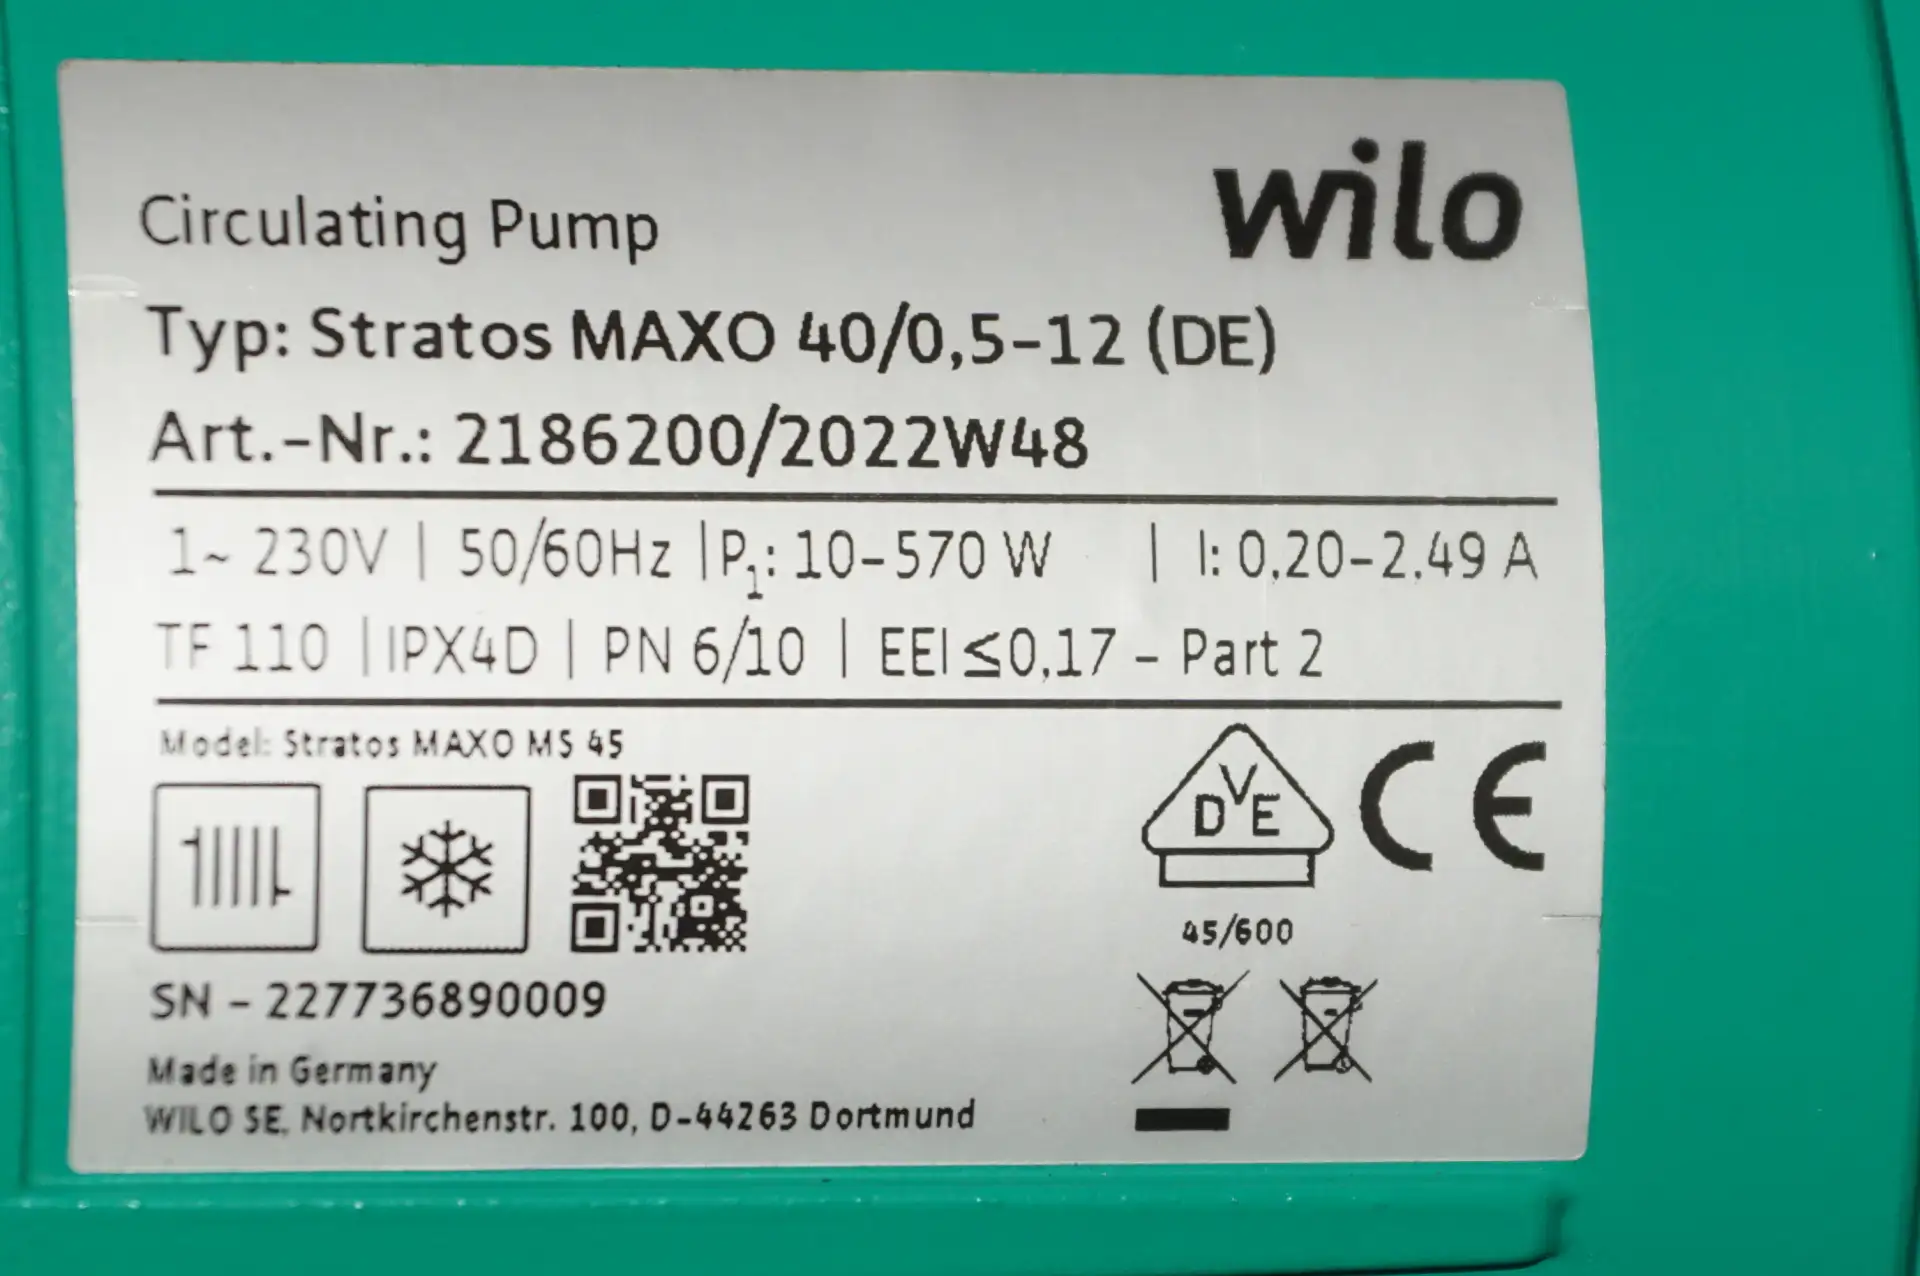 wilo
Circulating Pump
Typ: Stratos MAXO 40/0,5-12 (DE)
Art.-Nr.: 2186200/2022W48
1~ 230V | 50/60Hz | P₁: 10-570 W | I: 0,20-2,49 A
TF 110 | IPX4D | PN 6/10 | EEI ≤0,17 - Part 2
Model: Stratos MAXO MS 45
DVE
CE
45/600
SN - 227736890009
Made in Germany
WILO SE, Nortkirchenstr. 100, D-44263 Dortmund